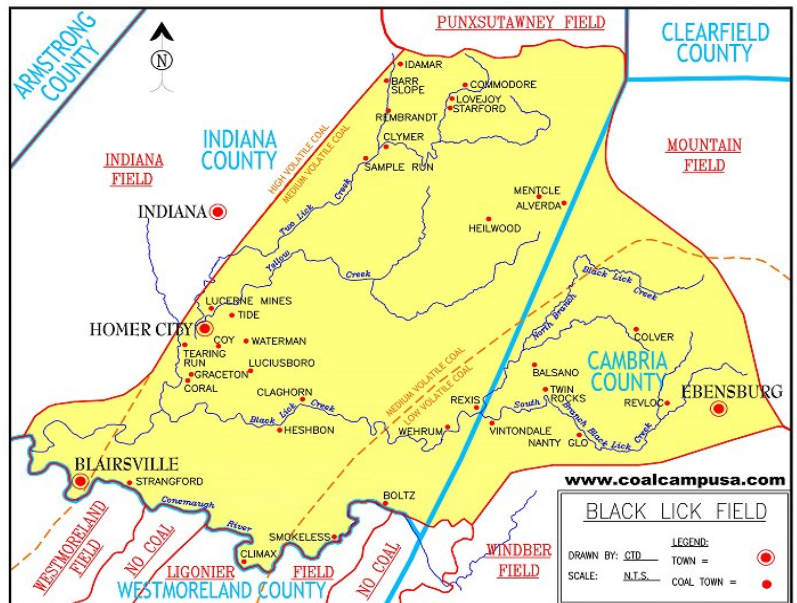 PUNXSUTAWNEY FIELD
CLEARFIELD
COUNTY
ARMSTRONG
COUNTY
N
IDAMAR
BARR
SLOPE
COMMODORE
LOVEJOY
STARFORD
REMBRANDT
CLYMER
INDIANA
COUNTY
HIGH VOLATILE COAL
MEDIUM VOLATILE COAL
MOUNTAIN
FIELD
INDIANA
FIELD
SAMPLE RUN
Two Lick Creek
MENTCLE
ALVERDA
INDIANA
HEILWOOD
Yellow Creek
North Branch Black Lick Creek
LUCERNE MINES
TIDE
HOMER CITY
COY
WATERMAN
COLVER
TEARING
RUN
LUCIUSBORO
GRACETON
CORAL
MEDIUM VOLATILE COAL
LOW VOLATILE COAL
BALSANO
CAMBRIA
COUNTY
TWIN
ROCKS
EBENSBURG
CLAGHORN
REXIS
REVLOC
Black Lick Creek
South Branch Black Lick Creek
HESHBON
WEHRUM
VINTONDALE
NANTY GLO
BLAIRSVILLE
STRANGFORD
www.coalcampusa.com
BOLTZ
Conemaugh River
BLACK LICK FIELD
WESTMORELAND
FIELD
NO COAL
SMOKELESS
CLIMAX
LIGONIER FIELD
NO COAL
WINDBER
FIELD
WESTMORELAND COUNTY
LEGEND:
DRAWN BY: CTD
TOWN =
SCALE: N.T.S.
COAL TOWN =